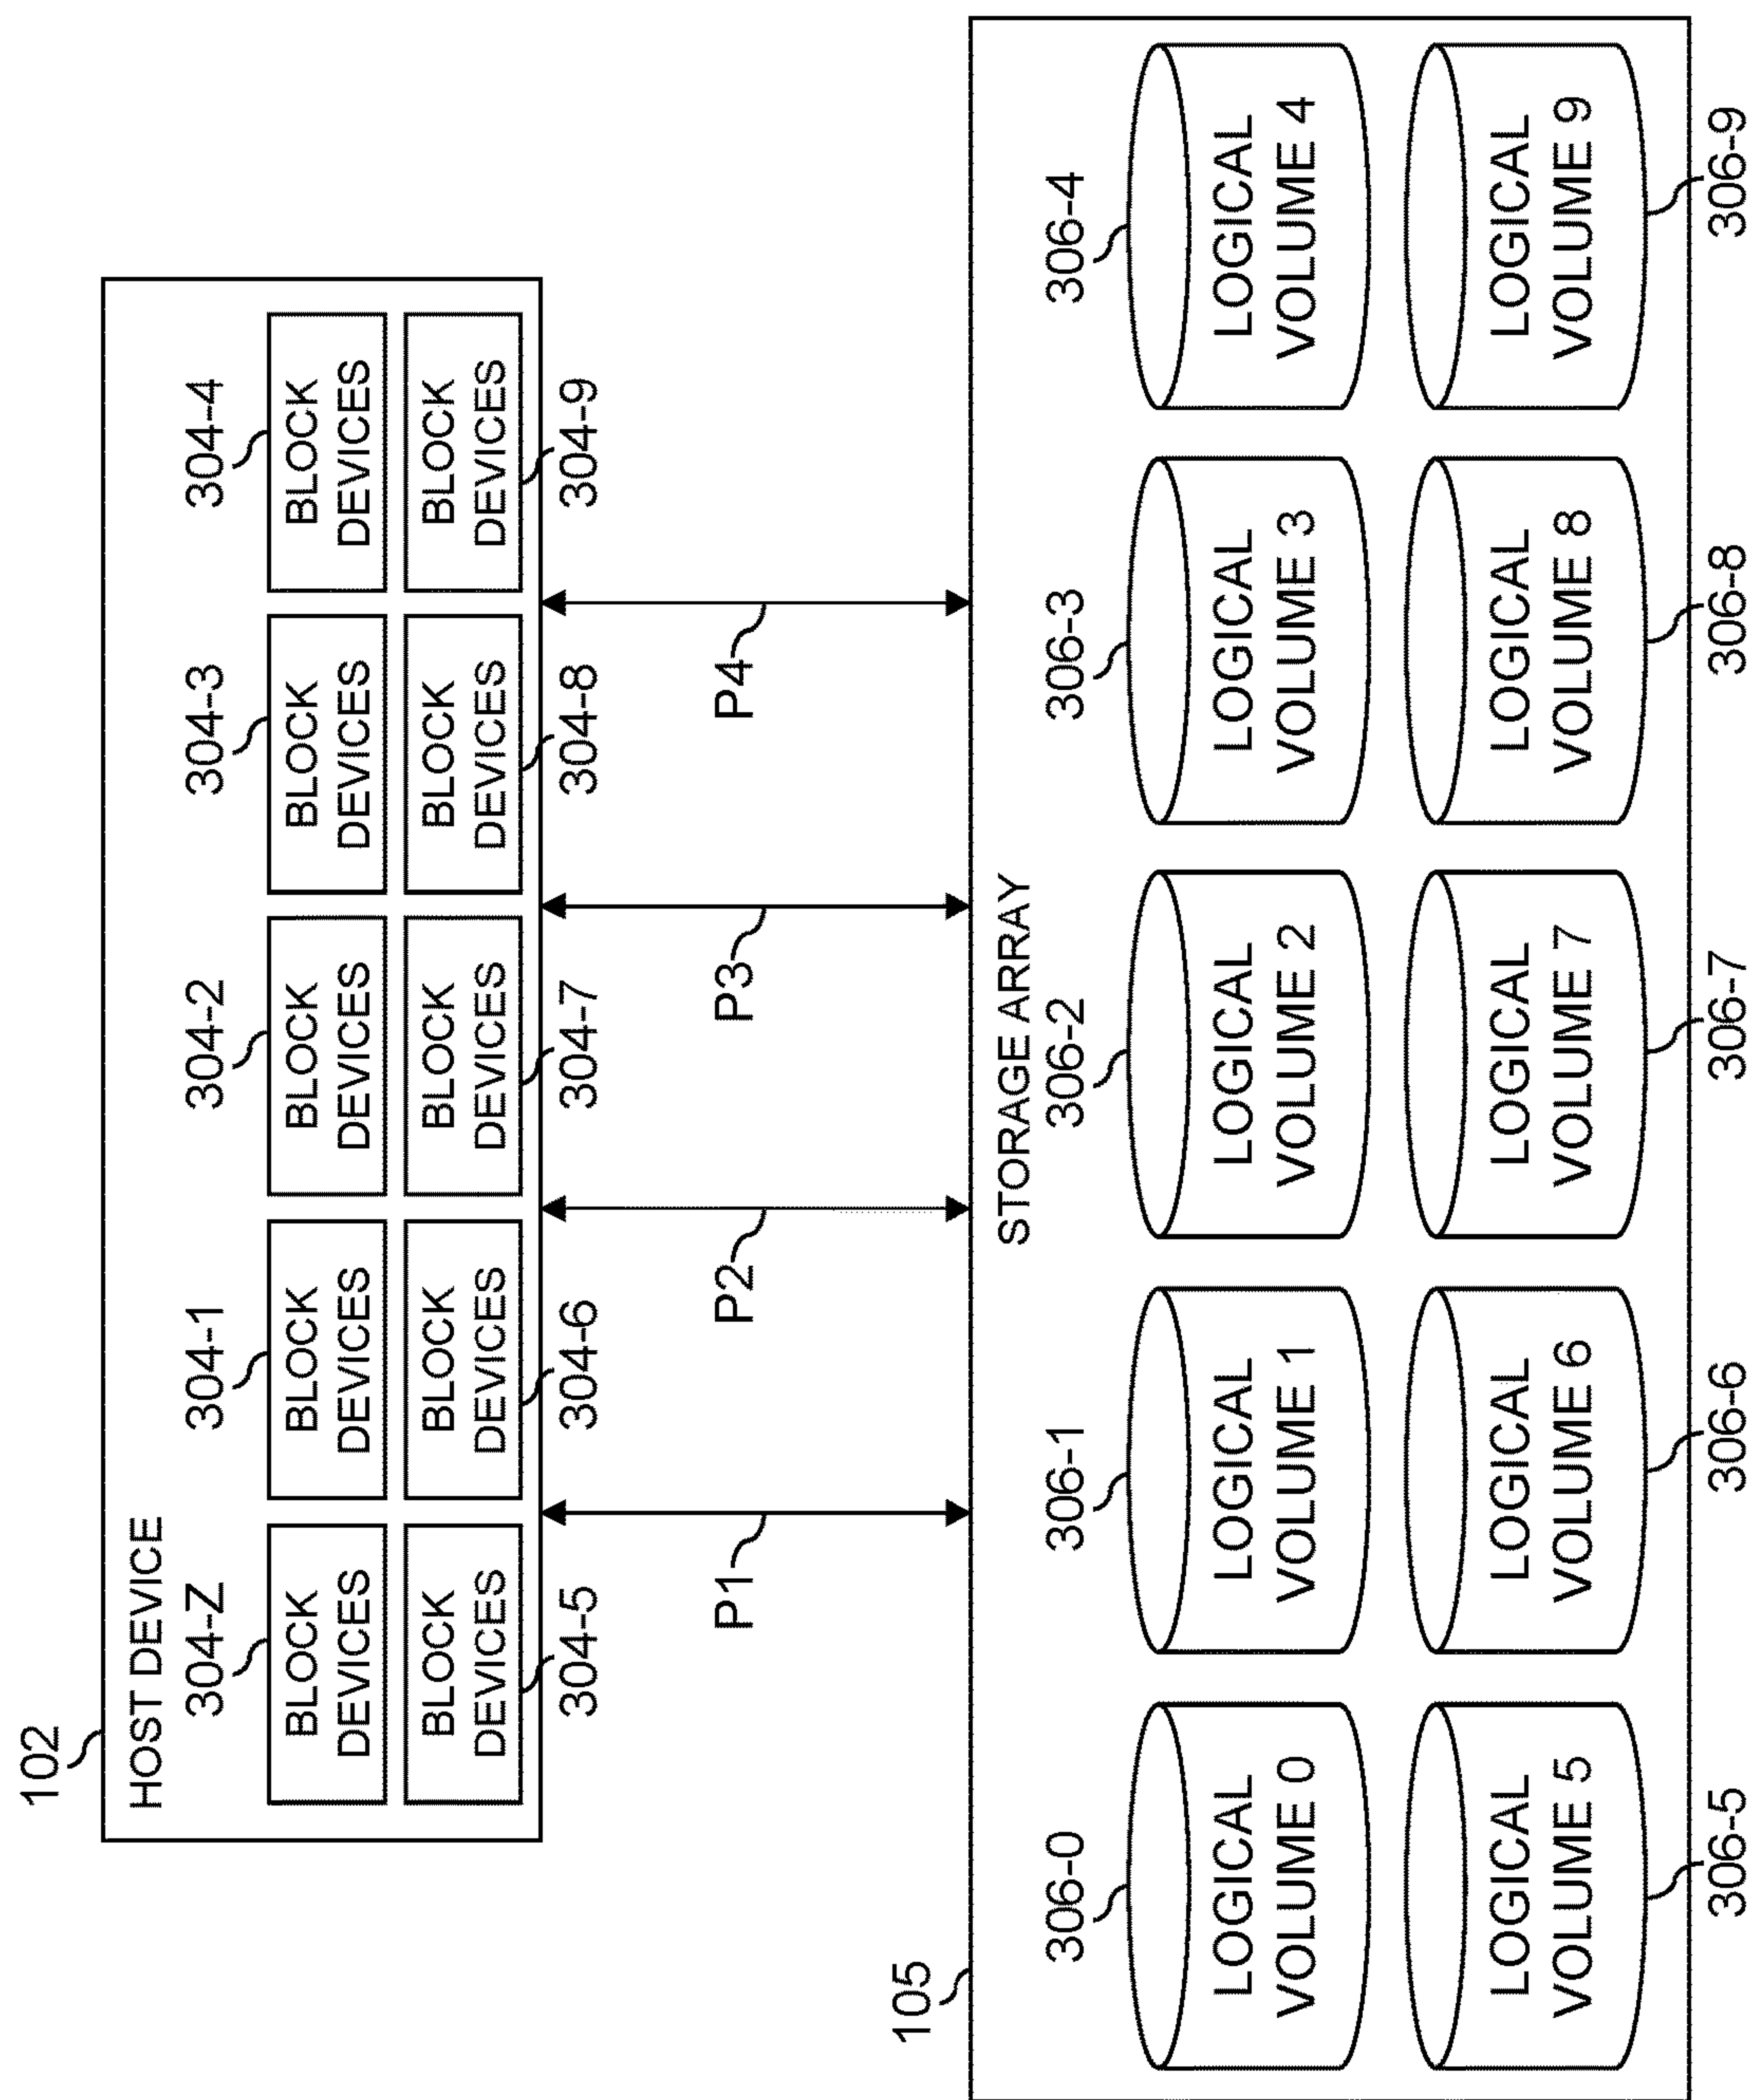 102
HOST DEVICE
304-Z
304-1
304-2
304-3
304-4
BLOCK
DEVICES
BLOCK
DEVICES
BLOCK
DEVICES
BLOCK
DEVICES
BLOCK
DEVICES
BLOCK
DEVICES
BLOCK
DEVICES
BLOCK
DEVICES
BLOCK
DEVICES
BLOCK
DEVICES
304-5
304-6
304-7
304-8
304-9
P1
P2
P3
P4
105
STORAGE ARRAY
306-0
306-1
306-2
306-3
306-4
LOGICAL
VOLUME 0
LOGICAL
VOLUME 1
LOGICAL
VOLUME 2
LOGICAL
VOLUME 3
LOGICAL
VOLUME 4
LOGICAL
VOLUME 5
LOGICAL
VOLUME 6
LOGICAL
VOLUME 7
LOGICAL
VOLUME 8
LOGICAL
VOLUME 9
306-5
306-6
306-7
306-8
306-9